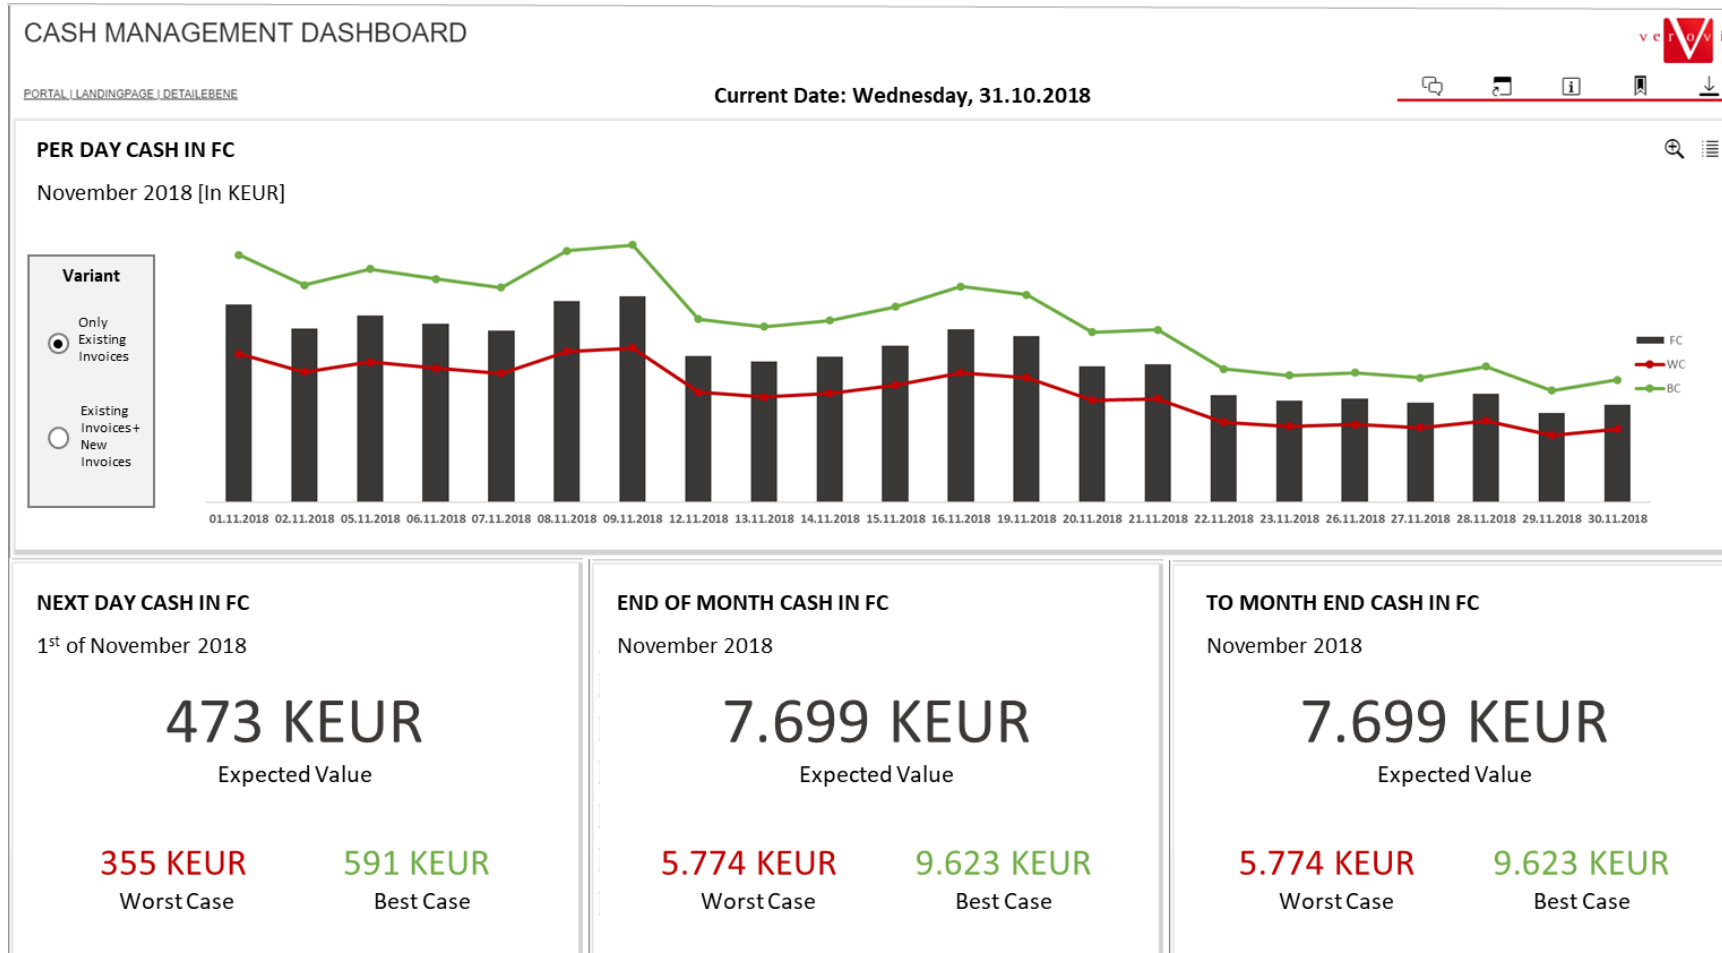 CASH MANAGEMENT DASHBOARD
PORTAL | LANDINGPAGE | DETAILEBENE
Current Date: Wednesday, 31.10.2018
PER DAY CASH IN FC
November 2018 [In KEUR]
Variant
Only
Existing
Invoices
Existing
Invoices+
New
Invoices
FC
WC
BC
01.11.2018 02.11.2018 05.11.2018 06.11.2018 07.11.2018 08.11.2018 09.11.2018 12.11.2018 13.11.2018 14.11.2018 15.11.2018 16.11.2018 19.11.2018 20.11.2018 21.11.2018 22.11.2018 23.11.2018 26.11.2018 27.11.2018 28.11.2018 29.11.2018 30.11.2018
NEXT DAY CASH IN FC
1st of November 2018
473 KEUR
Expected Value
355 KEUR 591 KEUR
Worst Case Best Case
END OF MONTH CASH IN FC
November 2018
7.699 KEUR
Expected Value
5.774 KEUR 9.623 KEUR
Worst Case Best Case
TO MONTH END CASH IN FC
November 2018
7.699 KEUR
Expected Value
5.774 KEUR 9.623 KEUR
Worst Case Best Case